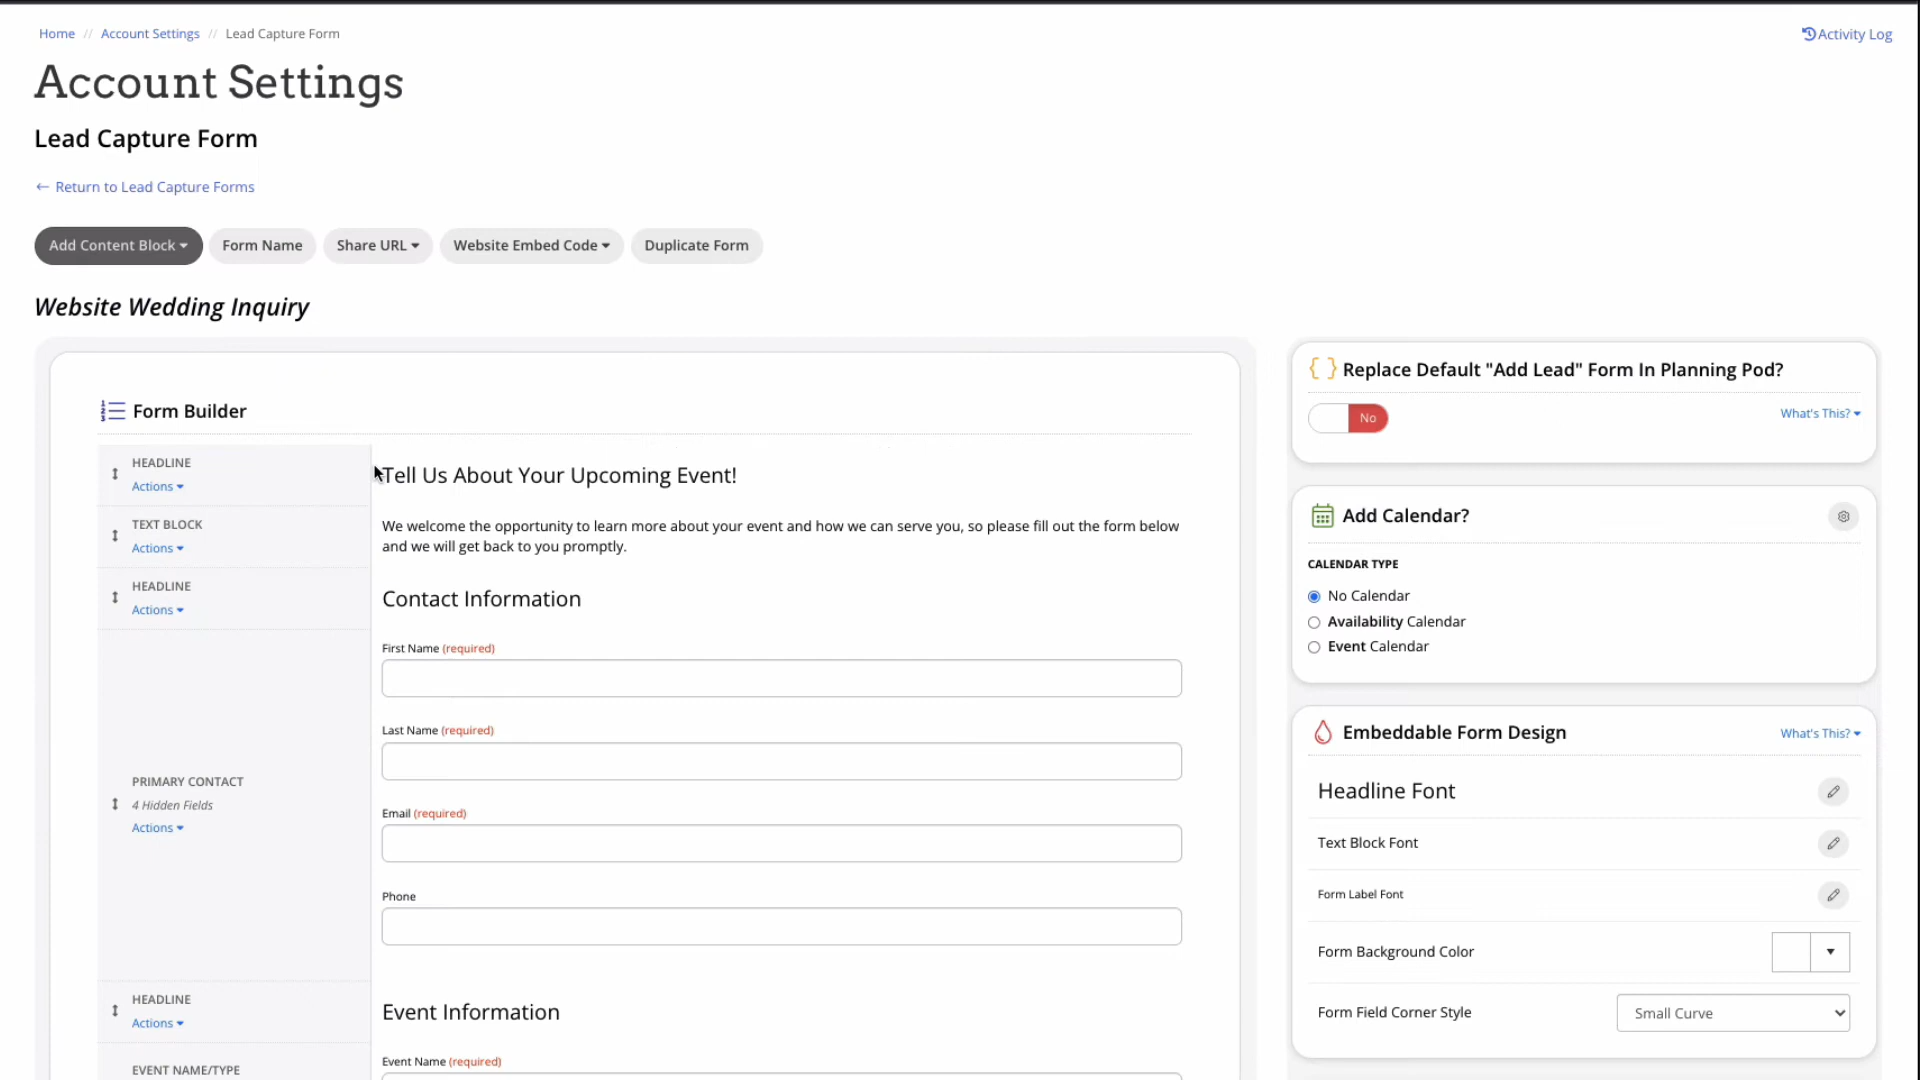 Home // Account Settings // Lead Capture Form
Activity Log
Account Settings
Lead Capture Form
← Return to Lead Capture Forms
Add Content Block
Form Name
Share URL
Website Embed Code
Duplicate Form
Website Wedding Inquiry
Form Builder
HEADLINE
Actions
Tell Us About Your Upcoming Event!
TEXT BLOCK
Actions
We welcome the opportunity to learn more about your event and how we can serve you, so please fill out the form below
and we will get back to you promptly.
HEADLINE
Actions
Contact Information
First Name (required)
Last Name (required)
PRIMARY CONTACT
4 Hidden Fields
Actions
Email (required)
Phone
HEADLINE
Actions
Event Information
EVENT NAME/TYPE
Event Name (required)
{ } Replace Default "Add Lead" Form In Planning Pod?
No
What's This?
Add Calendar?
CALENDAR TYPE
No Calendar
Availability Calendar
Event Calendar
Embeddable Form Design
What's This?
Headline Font
Text Block Font
Form Label Font
Form Background Color
Form Field Corner Style
Small Curve